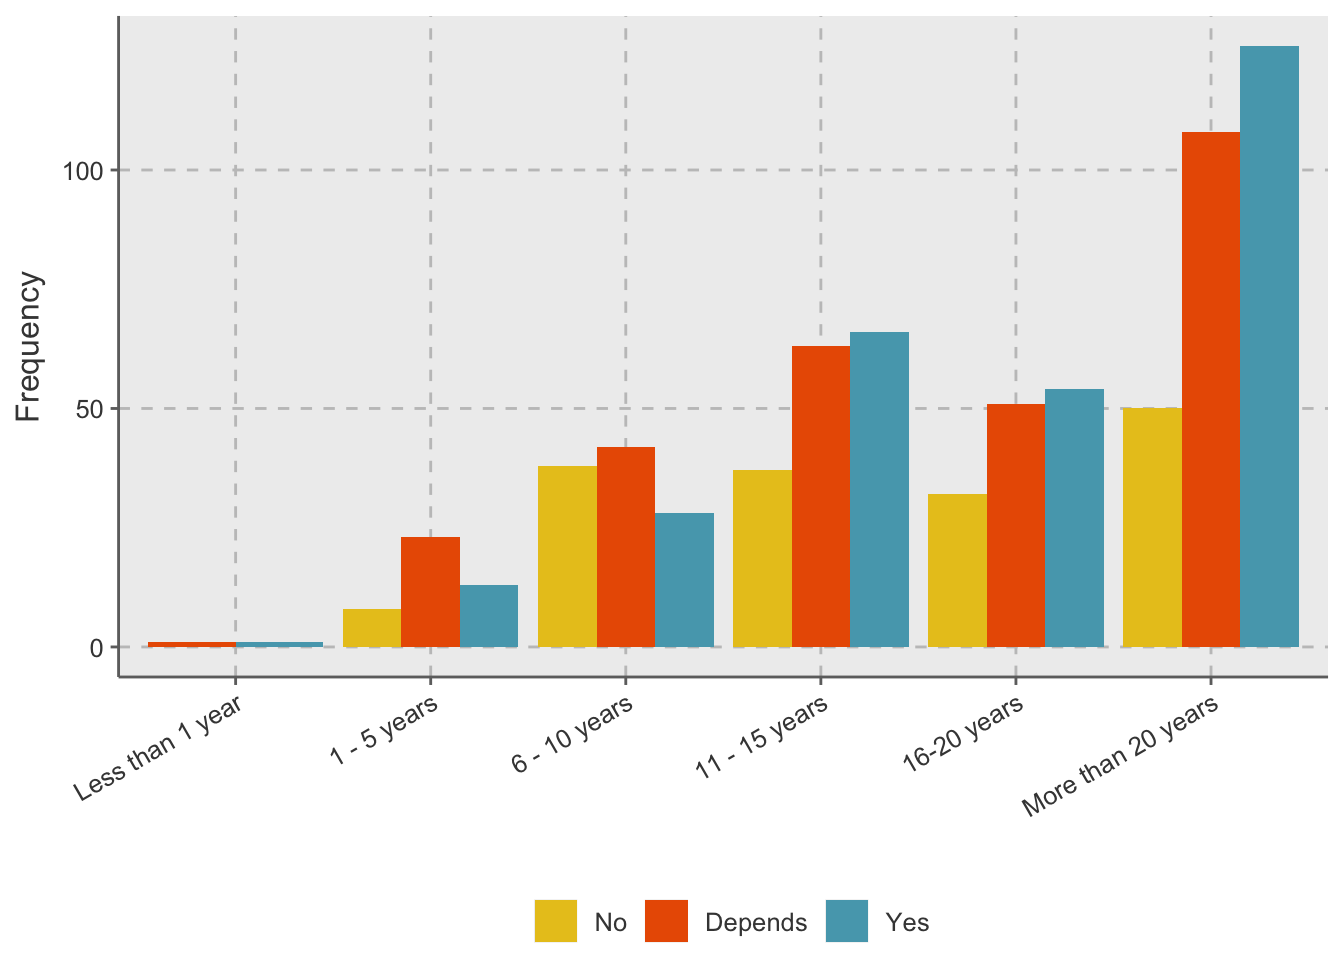 Frequency
100
50
0
Less than 1 year
1 - 5 years
6 - 10 years
11 - 15 years
16-20 years
More than 20 years
No Depends Yes